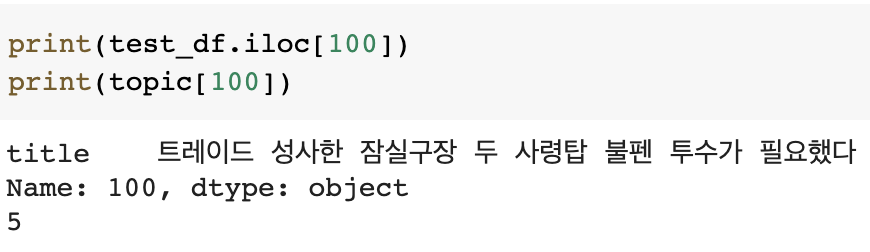 print(test_df.iloc[100])
print(topic[100])
title    트레이드 성사한 잠실구장 두 사령탑 불펜 투수가 필요했다
Name: 100, dtype: object
5